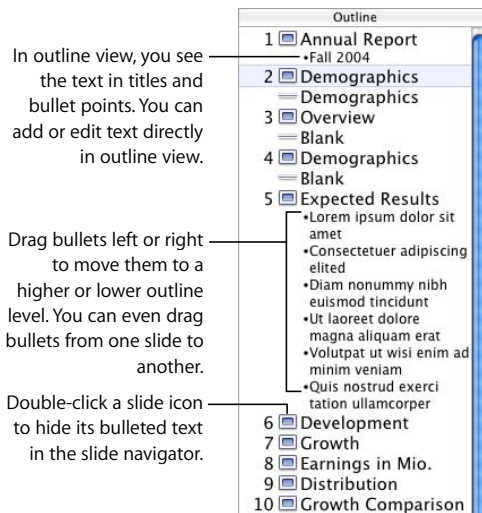 Outline
In outline view, you see
the text in titles and
bullet points. You can
add or edit text directly
in outline view.
Drag bullets left or right
to move them to a
higher or lower outline
level. You can even drag
bullets from one slide to
another.
Double-click a slide icon
to hide its bulleted text
in the slide navigator.
1 Annual Report
•Fall 2004
2 Demographics
Demographics
3 Overview
Blank
4 Demographics
Blank
5 Expected Results
•Lorem ipsum dolor sit
amet
•Consectetuer adipiscing
elited
•Diam nonummy nibh
euismod tincidunt
•Ut laoreet dolore
magna aliquam erat
•Volutpat ut wisi enim ad
minim veniam
•Quis nostrud exerci
tation ullamcorper
6 Development
7 Growth
8 Earnings in Mio.
9 Distribution
10 Growth Comparison